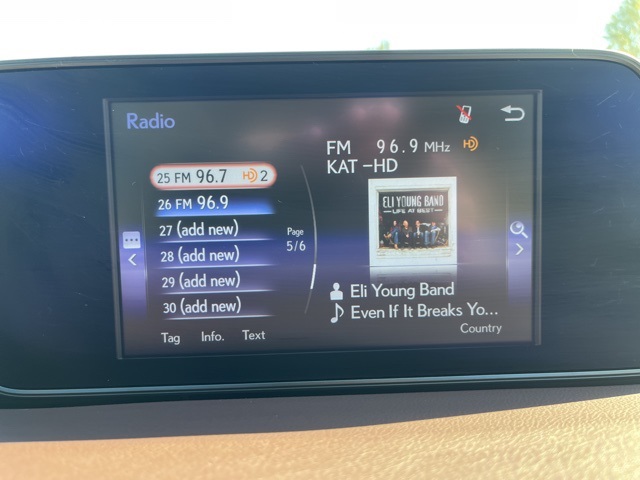 Radio
25 FM 96.7 HD 2
26 FM 96.9
27 (add new)
28 (add new)
29 (add new)
30 (add new)
Page
5/6
Tag Info. Text
FM 96.9 MHz HD
KAT-HD
ELI YOUNG BAND
LIFE AT BEST
Eli Young Band
Even If It Breaks Yo...
Country